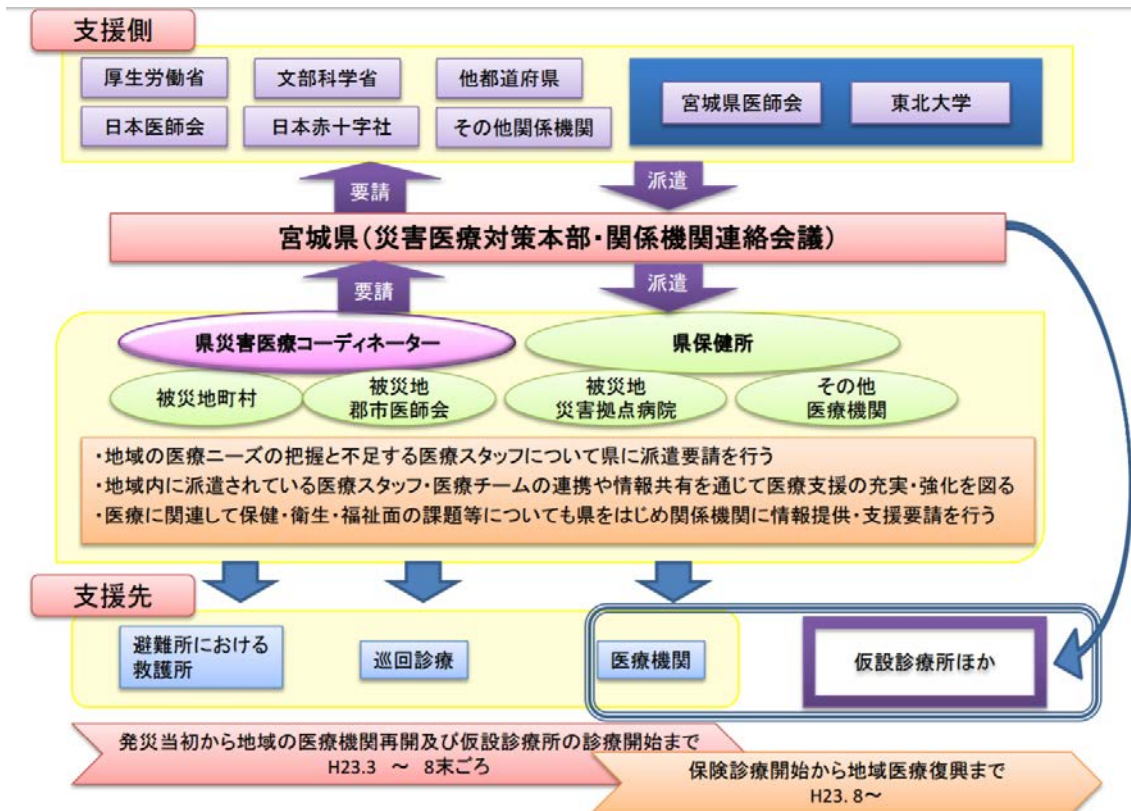 支援側
厚生労働省
文部科学省
他都道府県
宮城県医師会
東北大学
日本医師会
日本赤十字社
その他関係機関
要請
派遣
宮城県（災害医療対策本部・関係機関連絡会議）
要請
派遣
県災害医療コーディネーター
県保健所
被災地町村
被災地
郡市医師会
被災地
災害拠点病院
その他
医療機関
・地域の医療ニーズの把握と不足する医療スタッフについて県に派遣要請を行う
・地域内に派遣されている医療スタッフ・医療チームの連携や情報共有を通じて医療支援の充実・強化を図る
・医療に関連して保健・衛生・福祉面の課題等についても県をはじめ関係機関に情報提供・支援要請を行う
支援先
避難所における
救護所
巡回診療
医療機関
仮設診療所ほか
発災当初から地域の医療機関再開及び仮設診療所の診療開始まで
H23.3 ～ 8末ごろ
保険診療開始から地域医療復興まで
H23. 8～